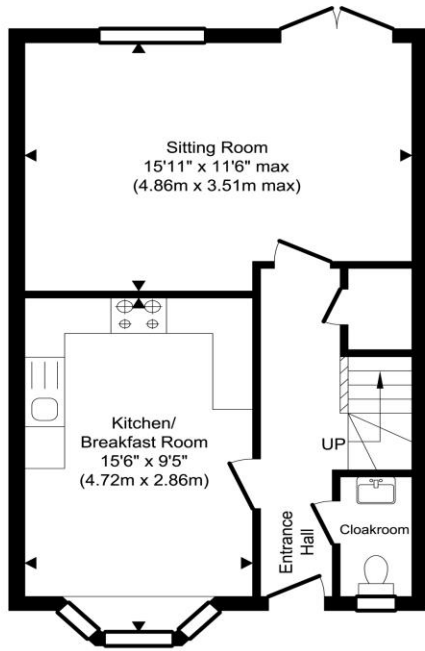 Sitting Room
15'11" x 11'6" max
(4.86m x 3.51m max)
Kitchen/
Breakfast Room
15'6" x 9'5"
(4.72m x 2.86m)
UP
Entrance
Hall
Cloakroom